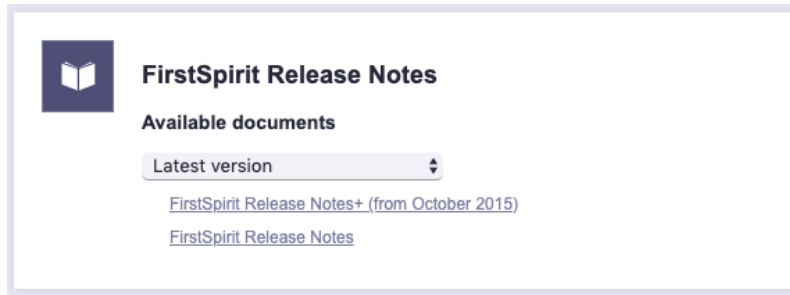 FirstSpirit Release Notes
Available documents
Latest version
FirstSpirit Release Notes+ (from October 2015)
FirstSpirit Release Notes